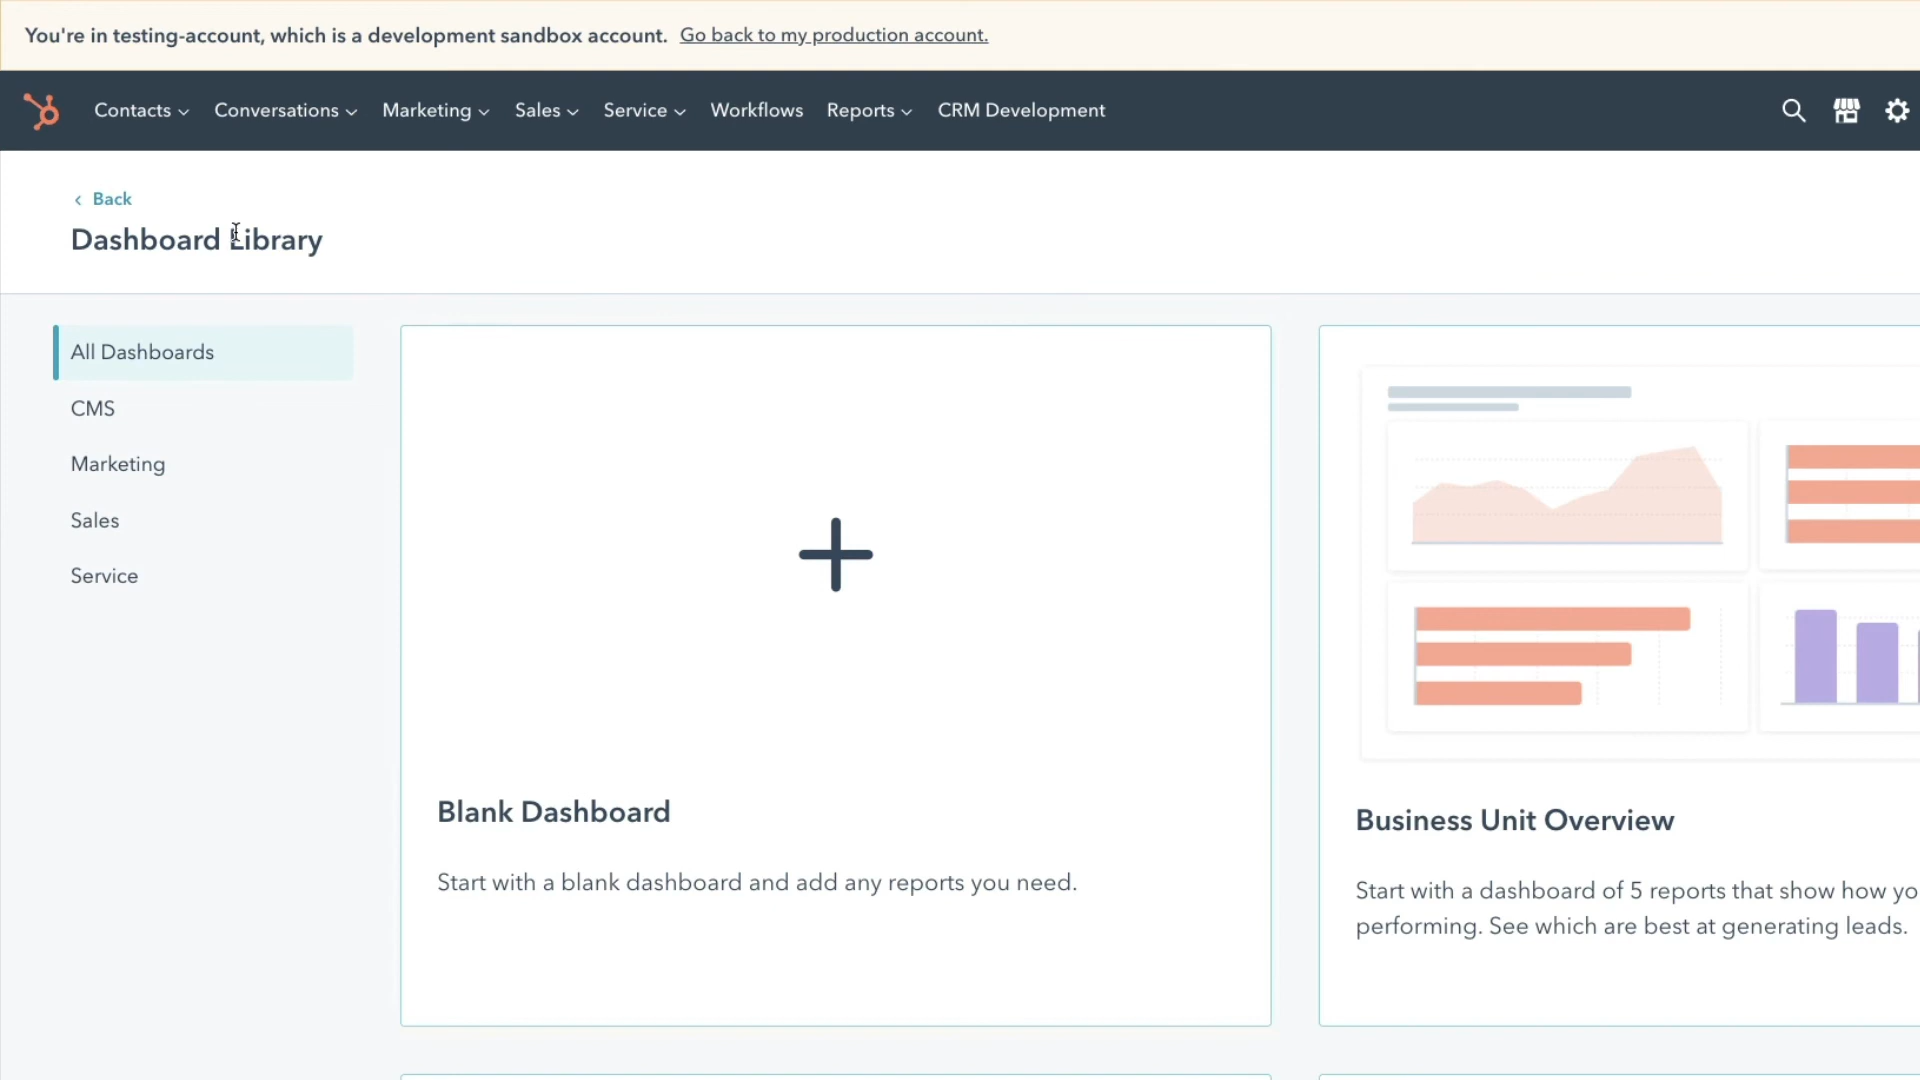 You're in testing-account, which is a development sandbox account. Go back to my production account.
Contacts Conversations Marketing Sales Service Workflows Reports CRM Development
Back
Dashboard Library
All Dashboards
CMS
Marketing
Sales
Service
Blank Dashboard
Start with a blank dashboard and add any reports you need.
Business Unit Overview
Start with a dashboard of 5 reports that show how
performing. See which are best at generating leads.